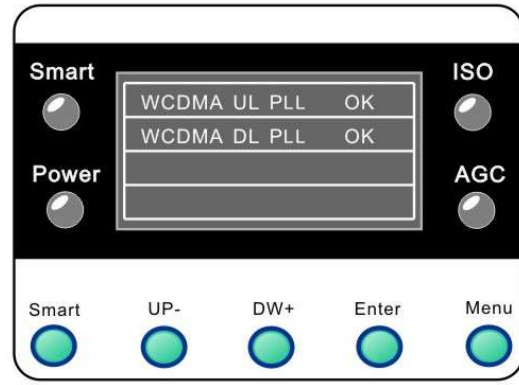 Smart
ISO
WCDMA UL PLL OK
WCDMA DL PLL OK
Power
AGC
Smart UP- DW+ Enter Menu